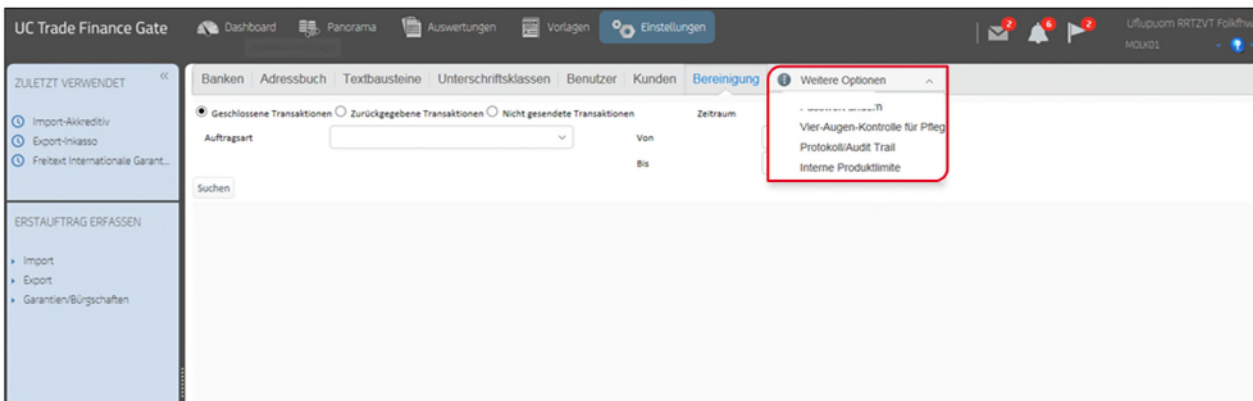 UC Trade Finance Gate Dashboard Panorama Auswertungen Vorlagen Einstellungen 2 6 2 Uflupuom RRTZVT Folkfhw
MOLK01
ZULETZT VERWENDET «
Banken Adressbuch Textbausteine Unterschriftsklassen Benutzer Kunden Bereinigung Weitere Optionen
Import-Akkreditiv
Export-Inkasso
Freitext Internationale Garant...
Geschlossene Transaktionen Zurückgegebene Transaktionen Nicht gesendete Transaktionen Zeitraum
Auftragsart Von
Bis
Suchen
Vier-Augen-Kontrolle für Pfleg
Protokoll/Audit Trail
Interne Produktlimite
ERSTAUFTRAG ERFASSEN
Import
Export
Garantien/Bürgschaften